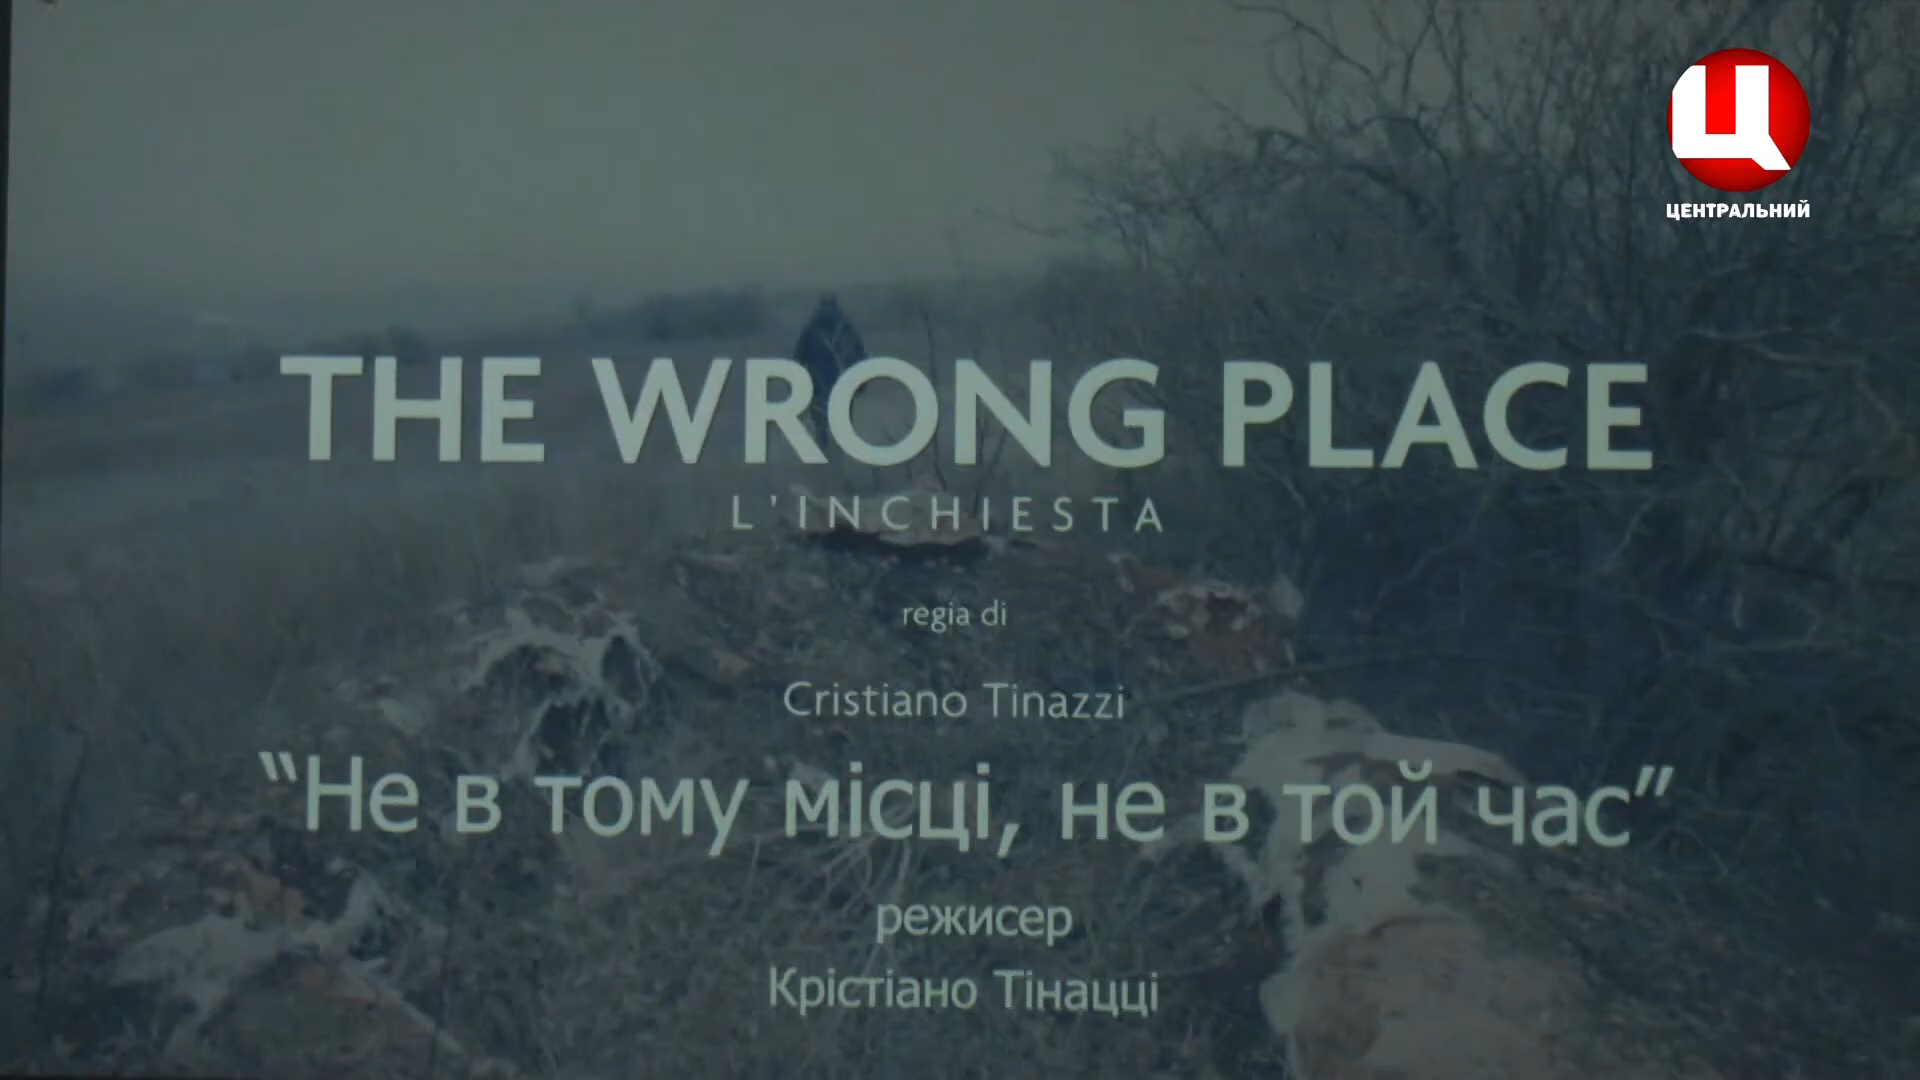 Ц
ЦЕНТРАЛЬНИЙ
THE WRONG PLACE
L'INCHIESTA
regia di
Cristiano Tinazzi
“Не в тому місці, не в той час”
режисер
Крістіано Тінацці